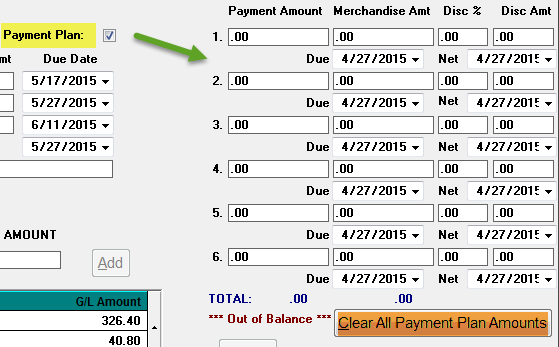 Payment Amount Merchandise Amt Disc % Disc Amt
Payment Plan: 1. .00 .00 .00 .00
mt Due Date Due 4/27/2015 Net 4/27/201
5/17/2015 2. .00 .00 .00 .00
5/27/2015 Due 4/27/2015 Net 4/27/201
6/11/2015 3. .00 .00 .00 .00
5/27/2015 Due 4/27/2015 Net 4/27/201
4. .00 .00 .00 .00
Due 4/27/2015 Net 4/27/201
5. .00 .00 .00 .00
AMOUNT Due 4/27/2015 Net 4/27/201
Add 6. .00 .00 .00 .00
Due 4/27/2015 Net 4/27/201
G/L Amount TOTAL: .00 .00
326.40 *** Out of Balance *** Clear All Payment Plan Amounts
40.80